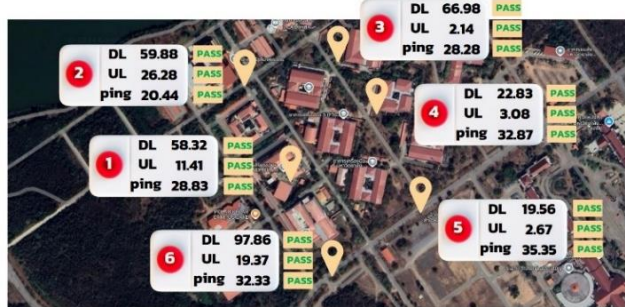 3
DL 66.98 PASS
UL 2.14 PASS
ping 28.28 PASS
2
DL 59.88 PASS
UL 26.28 PASS
ping 20.44 PASS
DL 22.83 PASS
4
UL 3.08 PASS
ping 32.87 PASS
1
DL 58.32 PASS
UL 11.41 PASS
ping 28.83 PASS
5
DL 19.56 PASS
UL 2.67 PASS
ping 35.35 PASS
6
DL 97.86 PASS
UL 19.37 PASS
ping 32.33 PASS